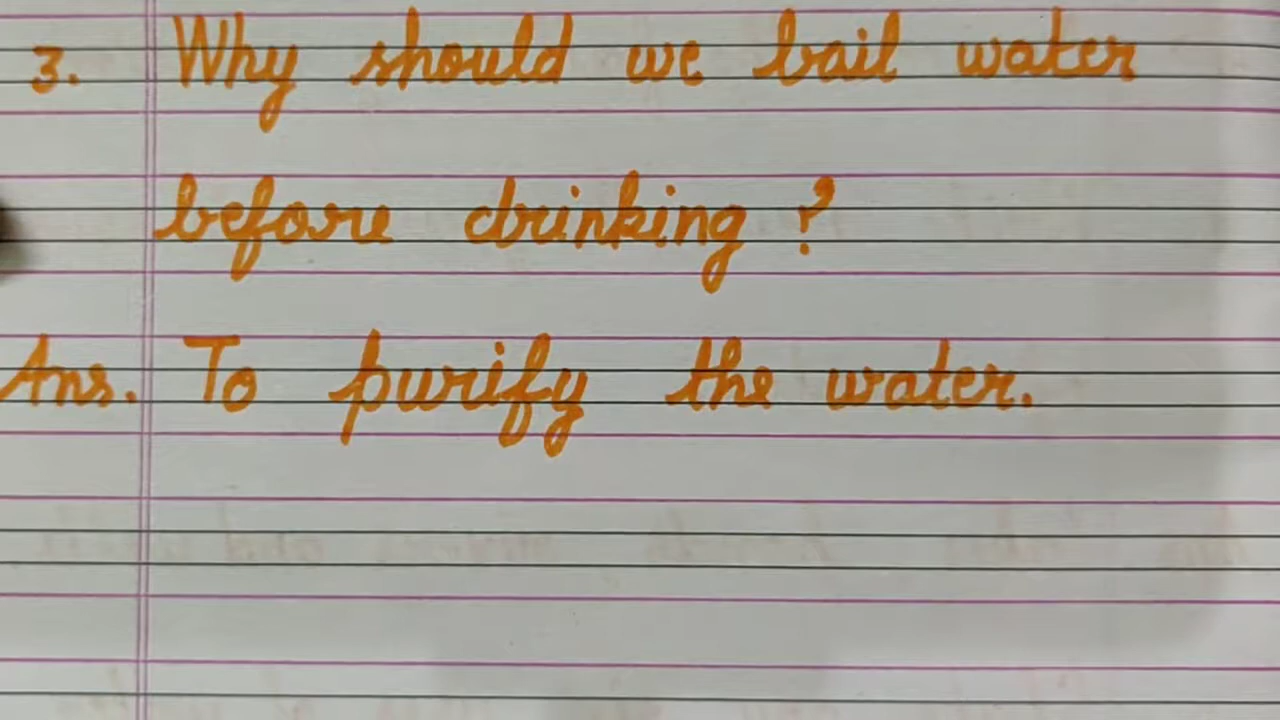 3. Why should we bail water
before drinking ?
Ans. To purify the water.